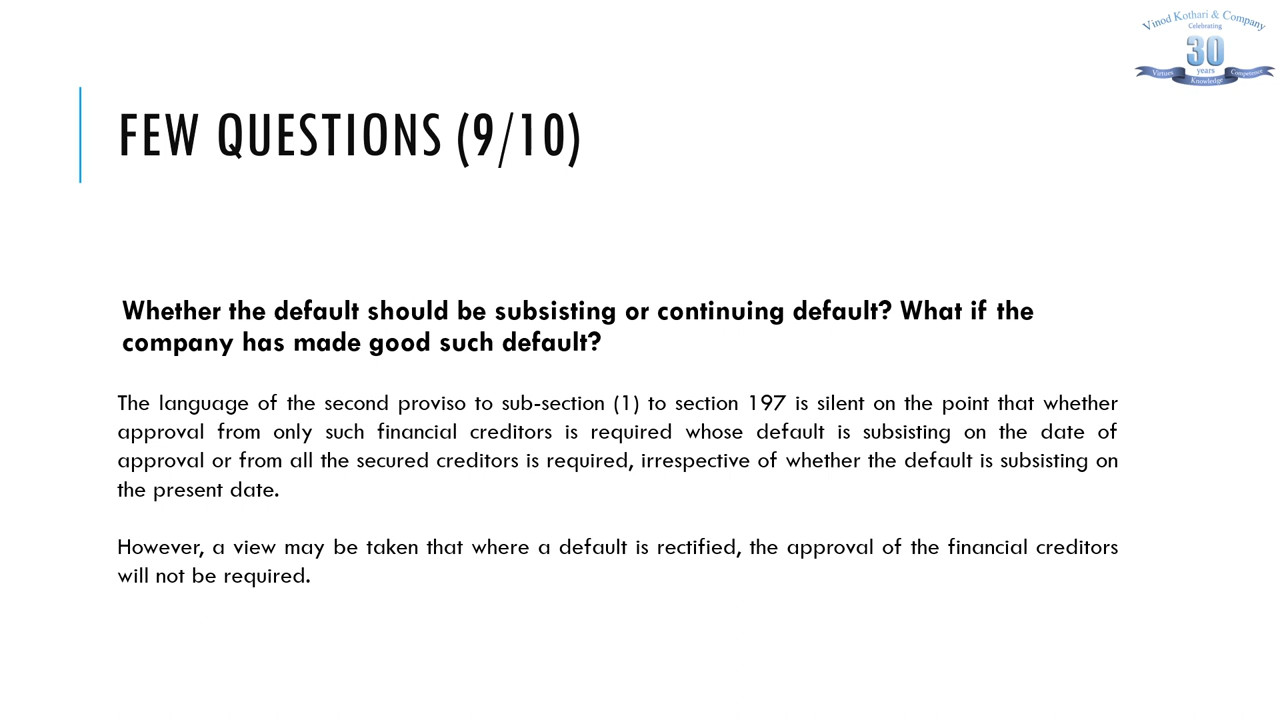 Vinod Kothari & Company
Celebrating
30
years
Virtues
Knowledge
Competence
FEW QUESTIONS (9/10)
Whether the default should be subsisting or continuing default? What if the
company has made good such default?
The language of the second proviso to sub-section (1) to section 197 is silent on the point that whether
approval from only such financial creditors is required whose default is subsisting on the date of
approval or from all the secured creditors is required, irrespective of whether the default is subsisting on
the present date.
However, a view may be taken that where a default is rectified, the approval of the financial creditors
will not be required.